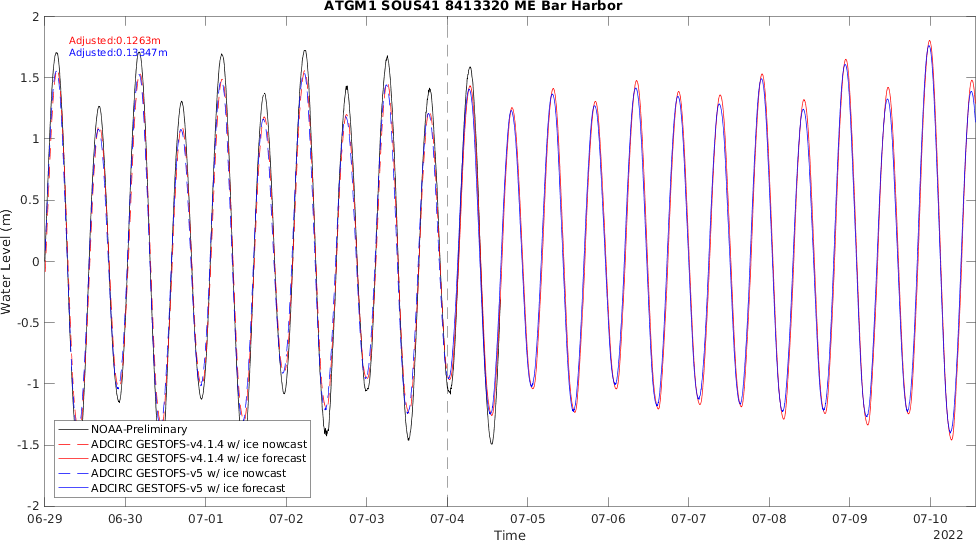 ATGM1 SOUS41 8413320 ME Bar Harbor
2
Adjusted:0.1263m
Adjusted:0.13347m
1.5
1
0.5
0
-0.5
-1
-1.5
-2
Water Level (m)
NOAA-Preliminary
ADCIRC GESTOFS-v4.1.4 w/ ice nowcast
ADCIRC GESTOFS-v4.1.4 w/ ice forecast
ADCIRC GESTOFS-v5 w/ ice nowcast
ADCIRC GESTOFS-v5 w/ ice forecast
06-29 06-30 07-01 07-02 07-03 07-04 07-05 07-06 07-07 07-08 07-09 07-10
Time
2022